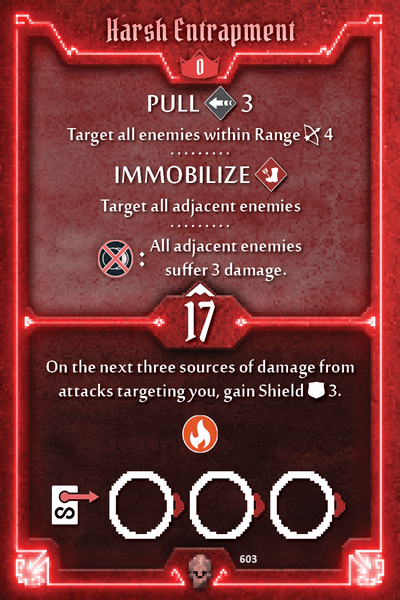 Harsh Entrapment
0
PULL 3
Target all enemies within Range 4
IMMOBILIZE
Target all adjacent enemies
: All adjacent enemies
suffer 3 damage.
17
On the next three sources of damage from
attacks targeting you, gain Shield 3.
603